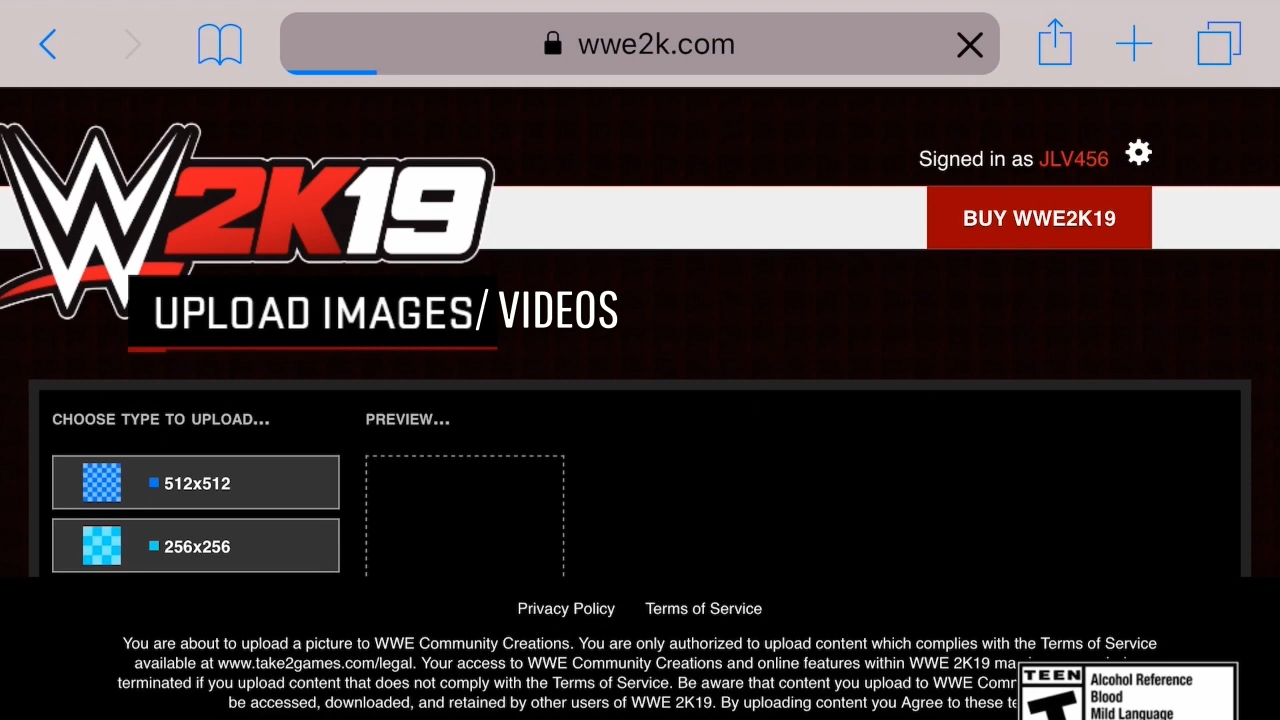 wwe2k.com
W 2K19
Signed in as JLV456
BUY WWE2K19
UPLOAD IMAGES/ VIDEOS
CHOOSE TYPE TO UPLOAD...
PREVIEW...
512x512
256x256
Privacy Policy Terms of Service
You are about to upload a picture to WWE Community Creations. You are only authorized to upload content which complies with the Terms of Service
available at www.take2games.com/legal. Your access to WWE Community Creations and online features within WWE 2K19
terminated if you upload content that does not comply with the Terms of Service. Be aware that content you upload to WWE
be accessed, downloaded, and retained by other users of WWE 2K19. By uploading content you Agree to these
TEEN
T
Alcohol Reference
Blood
Mild Language